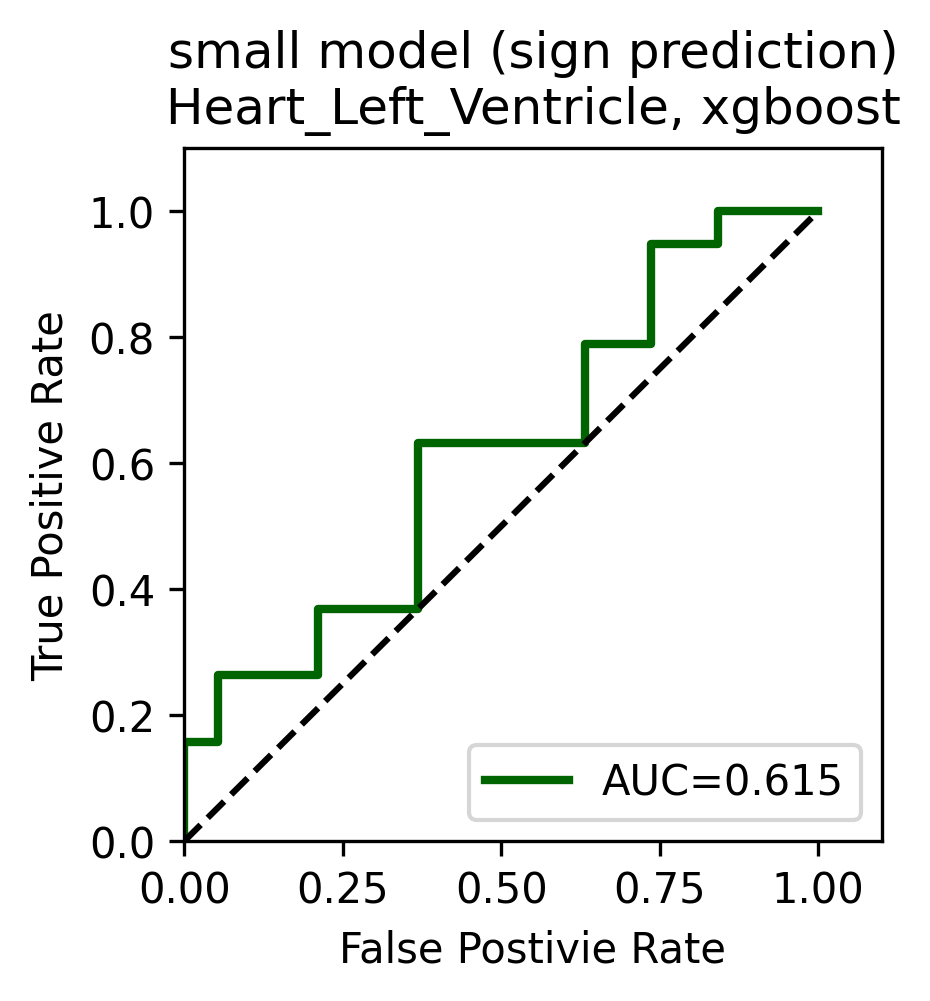 small model (sign prediction)
Heart_Left_Ventricle, xgboost
1.0
0.8
0.6
0.4
0.2
0.0
True Positive Rate
AUC=0.615
0.00 0.25 0.50 0.75 1.00
False Postivie Rate